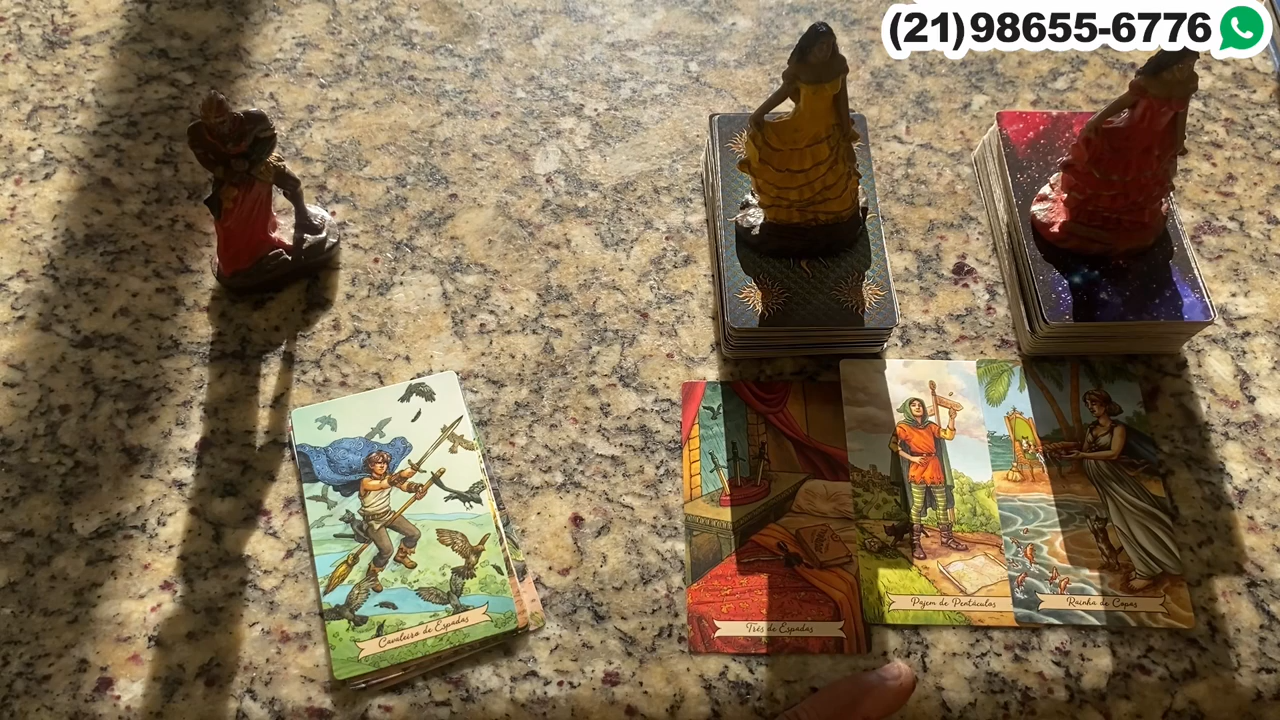 (21)98655-6776
Cavaleiro de Espadas
Três de Espadas
Pajem de Pentáculos
Rainha de Copas